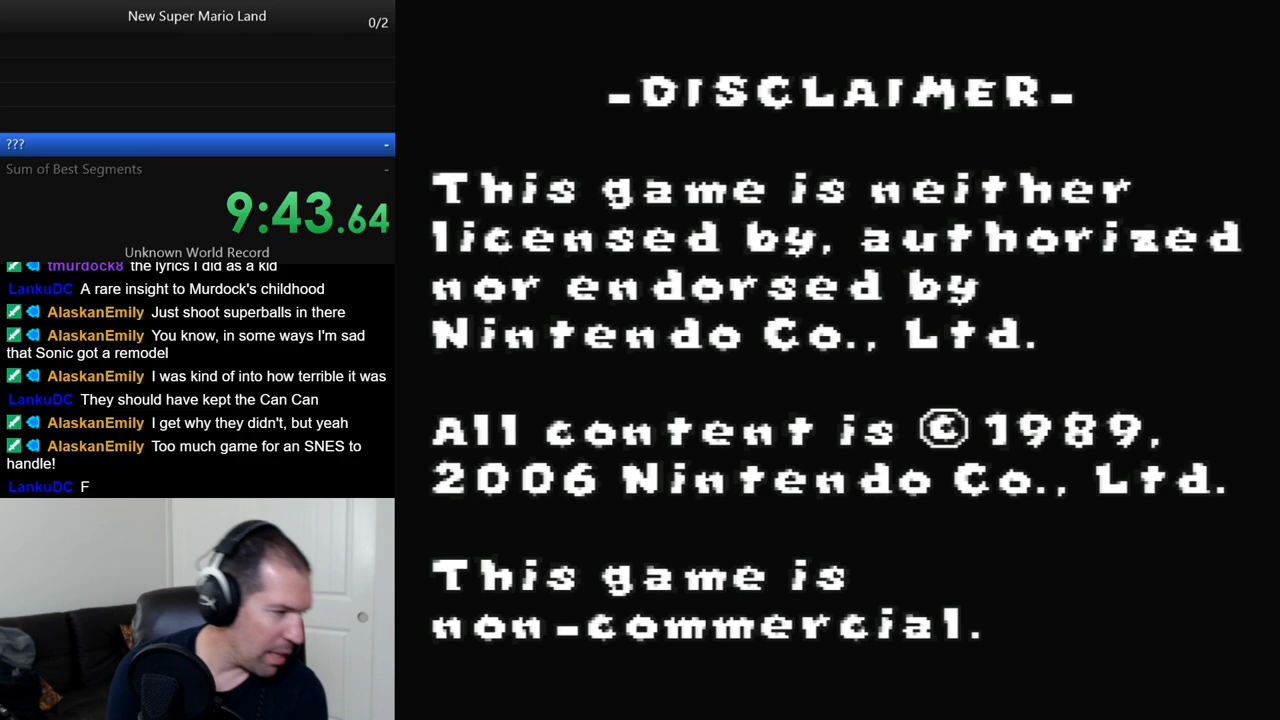 New Super Mario Land
0/2
???
-
Sum of Best Segments
-
9:43.64
Unknown World Record
tmurdock8 the lyrics I did as a kid
LankuDC A rare insight to Murdock's childhood
AlaskanEmily Just shoot superballs in there
AlaskanEmily You know, in some ways I'm sad
that Sonic got a remodel
AlaskanEmily I was kind of into how terrible it was
LankuDC They should have kept the Can Can
AlaskanEmily I get why they didn't, but yeah
AlaskanEmily Too much game for an SNES to
handle!
LankuDC F
-DISCLAIMER-
This game is neither
licensed by, authorized
nor endorsed by
Nintendo Co., Ltd.
All content is ©1989,
2006 Nintendo Co., Ltd.
This game is
non-commercial.